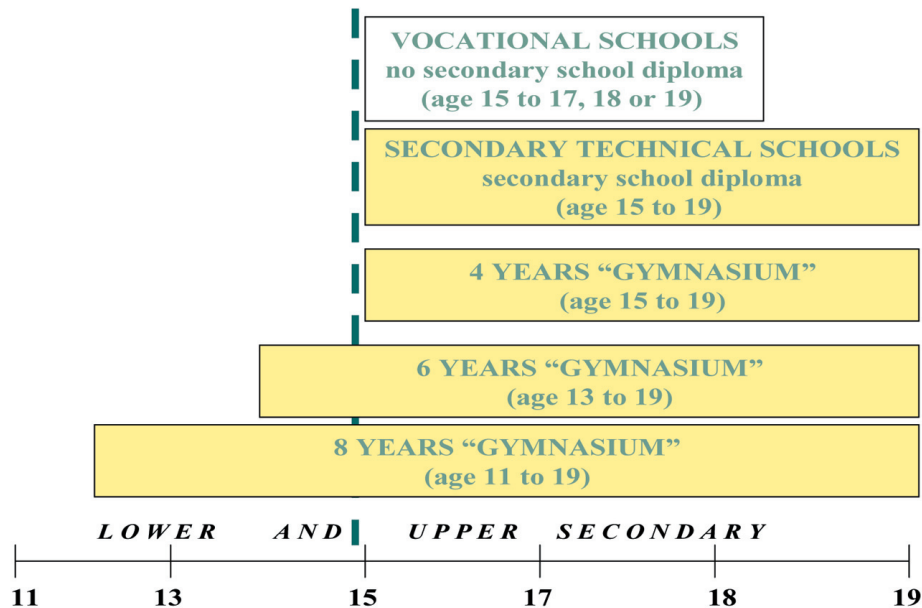 VOCATIONAL SCHOOLS
no secondary school diploma
(age 15 to 17, 18 or 19)
SECONDARY TECHNICAL SCHOOLS
secondary school diploma
(age 15 to 19)
4 YEARS “GYMNASIUM”
(age 15 to 19)
6 YEARS “GYMNASIUM”
(age 13 to 19)
8 YEARS “GYMNASIUM”
(age 11 to 19)
LOWER AND UPPER SECONDARY
11 13 15 17 18 19